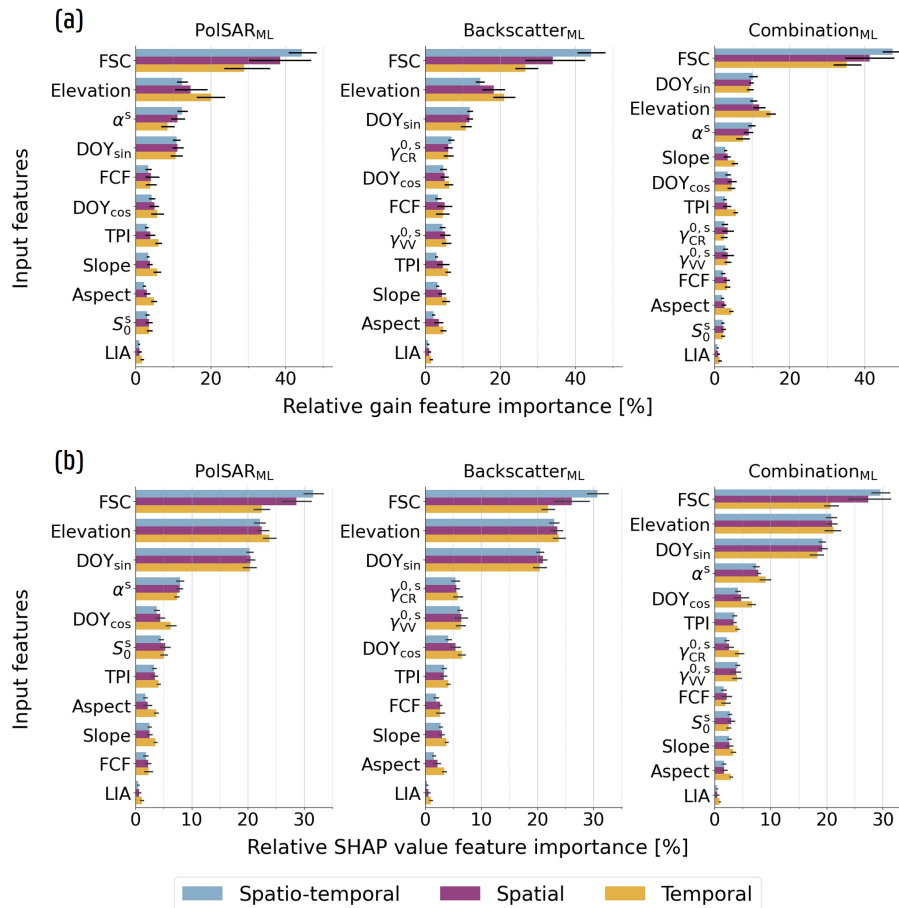 (a)
PolSAR_ML
Backscatter_ML
Combination_ML
Input features
FSC
Elevation
α^s
DOY_sin
FCF
DOY_cos
TPI
Slope
Aspect
S_0^s
LIA
0 20 40
FSC
Elevation
DOY_sin
γ_CR^0,s
DOY_cos
FCF
γ_VV^0,s
TPI
Slope
Aspect
LIA
0 20 40
FSC
DOY_sin
Elevation
α^s
Slope
DOY_cos
TPI
γ_CR^0,s
γ_VV^0,s
FCF
Aspect
S_0^s
LIA
0 20 40
Relative gain feature importance [%]
(b)
PolSAR_ML
Backscatter_ML
Combination_ML
Input features
FSC
Elevation
DOY_sin
α^s
DOY_cos
S_0^s
TPI
Aspect
Slope
FCF
LIA
0 10 20 30
FSC
Elevation
DOY_sin
γ_CR^0,s
γ_VV^0,s
DOY_cos
TPI
FCF
Slope
Aspect
LIA
0 10 20 30
FSC
Elevation
DOY_sin
α^s
DOY_cos
TPI
γ_CR^0,s
γ_VV^0,s
FCF
S_0^s
Slope
Aspect
LIA
0 10 20 30
Relative SHAP value feature importance [%]
Spatio-temporal Spatial Temporal